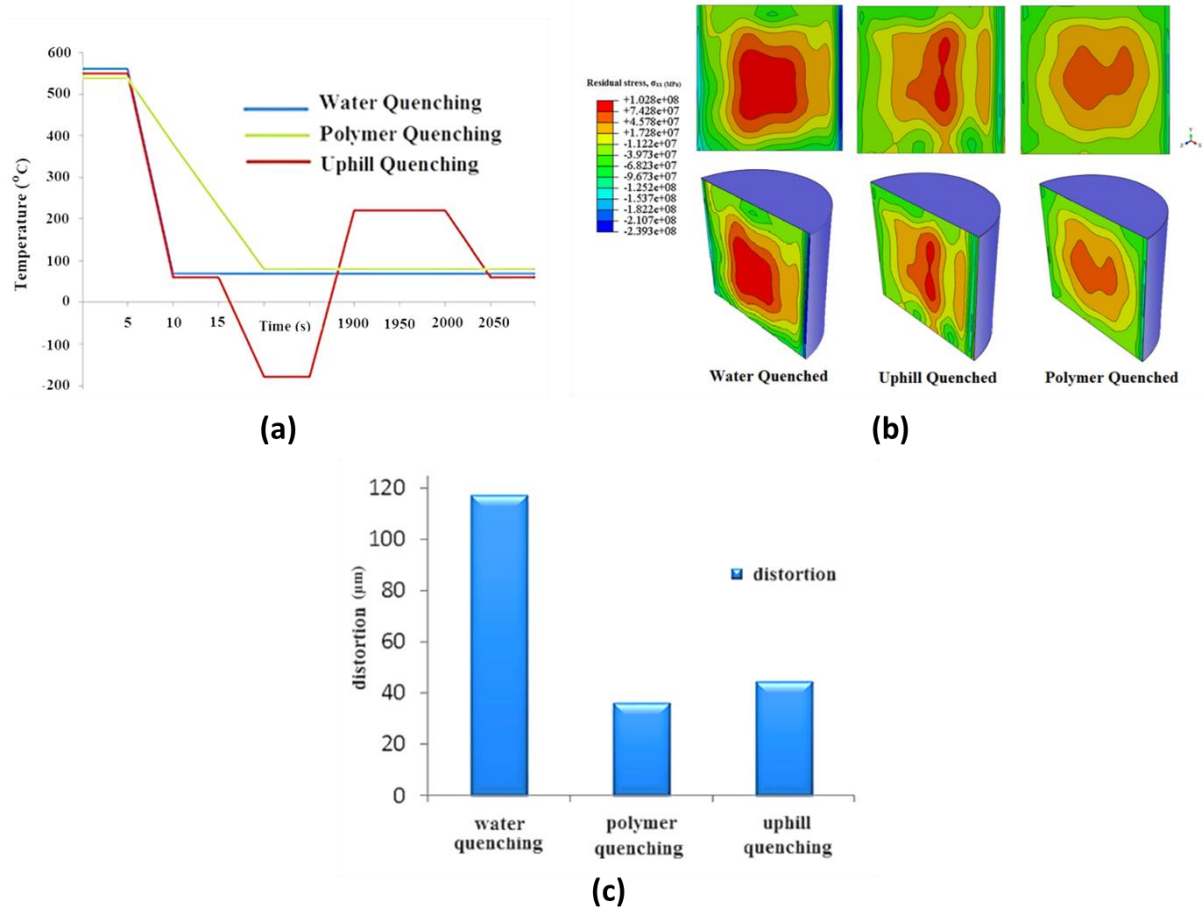 600
500
400
300
200
100
0
-100
-200
Temperature (°C)
5 10 15 Time (s) 1900 1950 2000 2050
Water Quenching
Polymer Quenching
Uphill Quenching
(a)
Residual stress, σxx (MPa)
+1.028e+08
+7.428e+07
+4.578e+07
+1.728e+07
-1.122e+07
-3.973e+07
-6.823e+07
-9.673e+07
-1.252e+08
-1.537e+08
-1.822e+08
-2.107e+08
-2.393e+08
Y
Z X
Water Quenched Uphill Quenched Polymer Quenched
(b)
120
100
80
60
40
20
0
distortion (µm)
distortion
water quenching
polymer quenching
uphill quenching
(c)